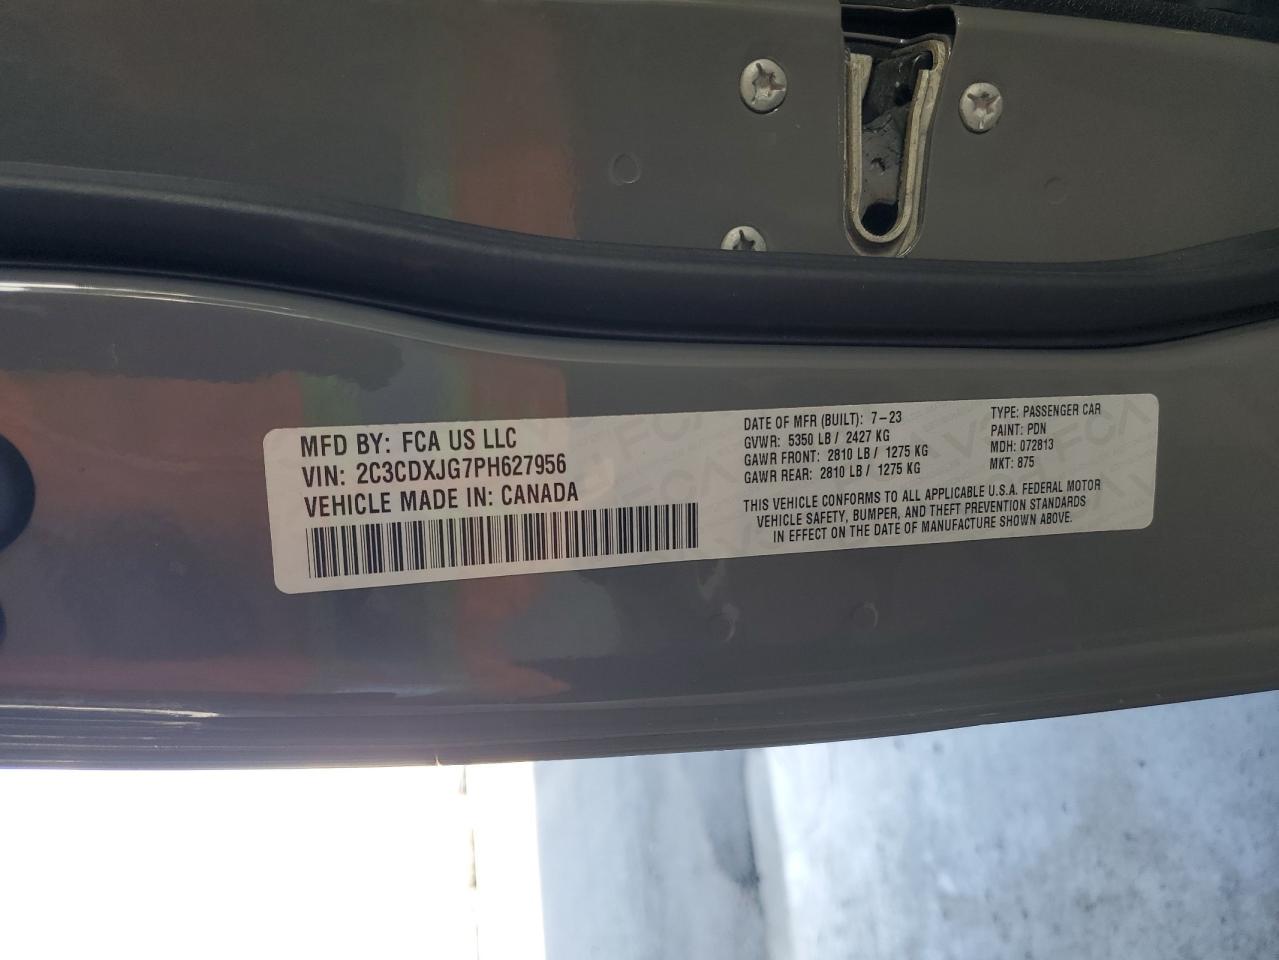 MFD BY: FCA US LLC
VIN: 2C3CDXJG7PH627956
VEHICLE MADE IN: CANADA
DATE OF MFR (BUILT): 7-23
GVWR: 5350 LB / 2427 KG
GAWR FRONT: 2810 LB / 1275 KG
GAWR REAR: 2810 LB / 1275 KG
TYPE: PASSENGER CAR
PAINT: PDN
MDH: 072813
MKT: 875
THIS VEHICLE CONFORMS TO ALL APPLICABLE U.S.A. FEDERAL MOTOR
VEHICLE SAFETY, BUMPER, AND THEFT PREVENTION STANDARDS
IN EFFECT ON THE DATE OF MANUFACTURE SHOWN ABOVE.